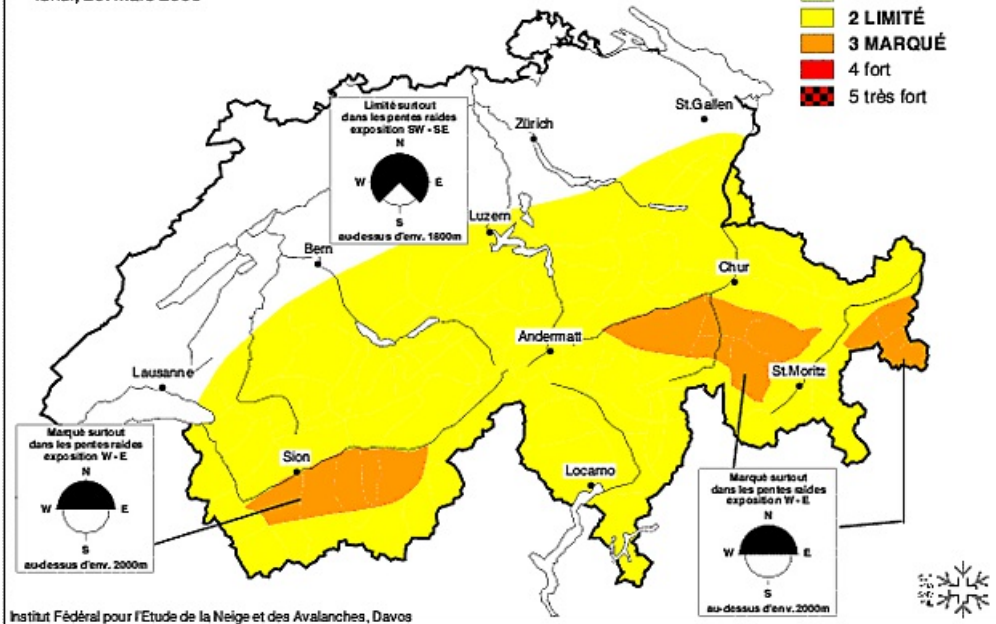 2 LIMITÉ
3 MARQUÉ
4 fort
5 très fort
St.Gallen
Zürich
Limité surtout
dans les pentes raides
exposition SW - SE
N
W E
S
au-dessus d'env. 1800m
Luzern
Bern
Chur
Andermatt
St.Moritz
Lausanne
Marqué surtout
dans les pentes raides
exposition W - E
N
W E
S
au-dessus d'env. 2000m
Sion
Locarno
Marqué surtout
dans les pentes raides
exposition W - E
N
W E
S
au-dessus d'env. 2000m
Institut Fédéral pour l'Etude de la Neige et des Avalanches, Davos